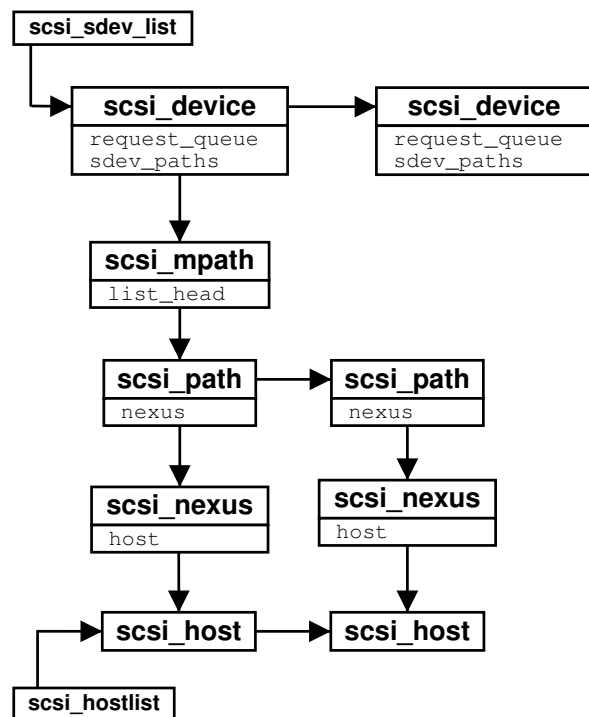 scsi_sdev_list
scsi_device
request_queue
sdev_paths
scsi_device
request_queue
sdev_paths
scsi_mpath
list_head
scsi_path
nexus
scsi_path
nexus
scsi_nexus
host
scsi_nexus
host
scsi_host
scsi_host
scsi_hostlist